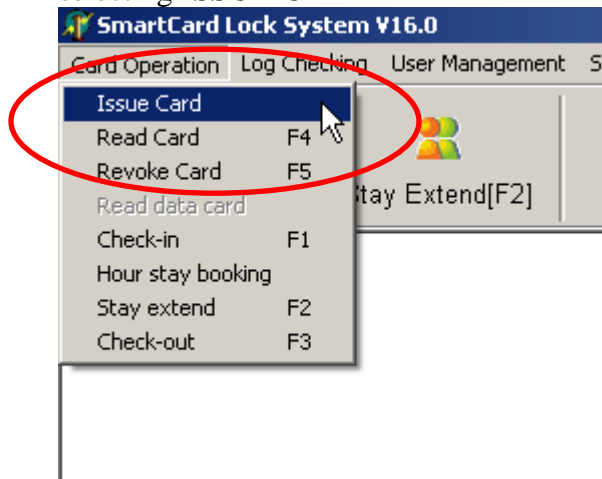 SmartCard Lock System V16.0
Card Operation Log Checking User Management S
Issue Card
Read Card F4
Revoke Card F5
Read data card
tay Extend[F2]
Check-in F1
Hour stay booking
Stay extend F2
Check-out F3